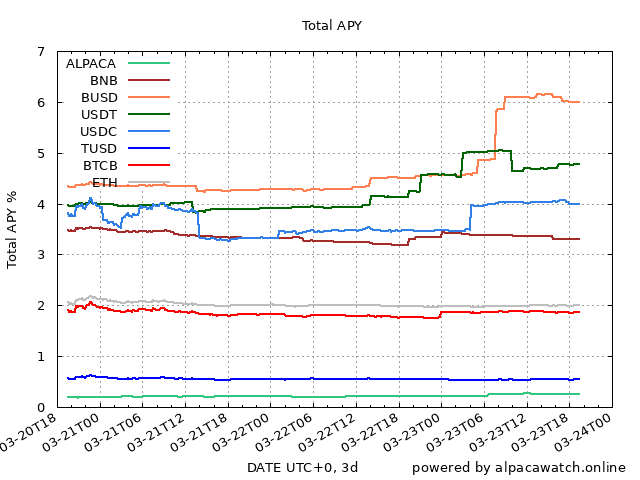 Total APY
7
6
5
4
3
2
1
0
Total APY %
ALPACA
BNB
BUSD
USDT
USDC
TUSD
BTCB
ETH
03-20T18
03-21T00
03-21T06
03-21T12
03-21T18
03-22T00
03-22T06
03-22T12
03-22T18
03-23T00
03-23T06
03-23T12
03-23T18
03-24T00
DATE UTC+0, 3d
powered by alpacawatch.online